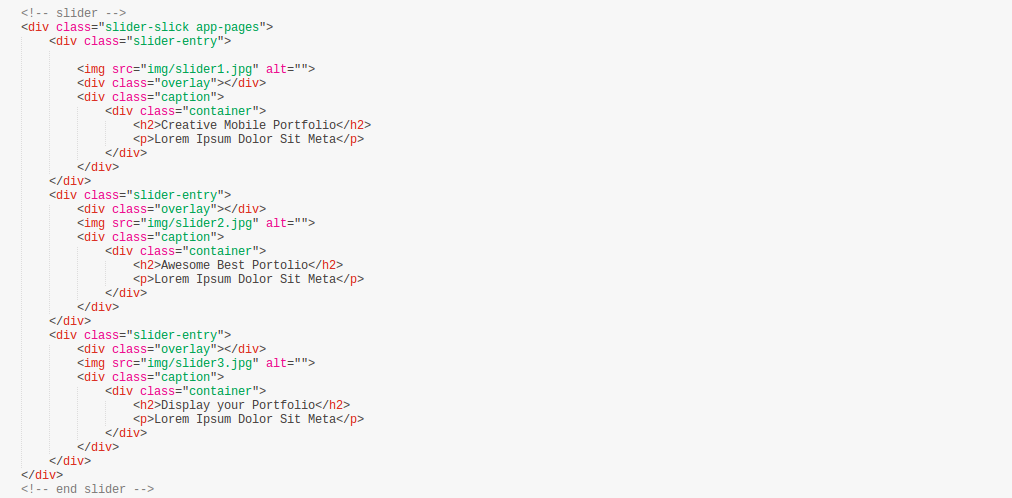 <!-- slider -->
<div class="slider-slick app-pages">
<div class="slider-entry">
<img src="img/slider1.jpg" alt="">
<div class="overlay"></div>
<div class="caption">
<div class="container">
<h2>Creative Mobile Portfolio</h2>
<p>Lorem Ipsum Dolor Sit Meta</p>
</div>
</div>
</div>
<div class="slider-entry">
<div class="overlay"></div>
<img src="img/slider2.jpg" alt="">
<div class="caption">
<div class="container">
<h2>Awesome Best Portolio</h2>
<p>Lorem Ipsum Dolor Sit Meta</p>
</div>
</div>
</div>
<div class="slider-entry">
<div class="overlay"></div>
<img src="img/slider3.jpg" alt="">
<div class="caption">
<div class="container">
<h2>Display your Portfolio</h2>
<p>Lorem Ipsum Dolor Sit Meta</p>
</div>
</div>
</div>
</div>
<!-- end slider -->